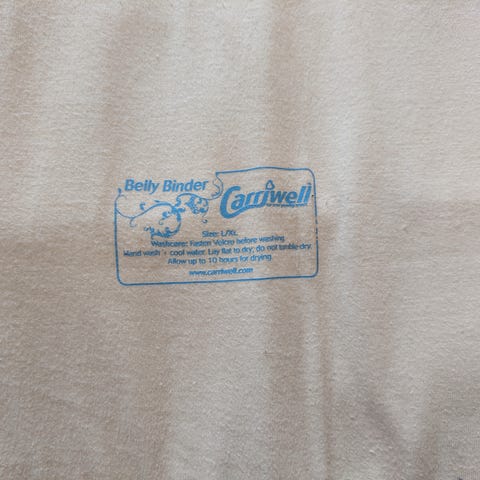 Belly Binder
Carriwell
Size: L/XL
Washcare: Fasten Velcro before washing
Hand wash - cool water. Lay flat to dry; do not tumble dry.
Allow up to 10 hours for drying
www.carriwell.com